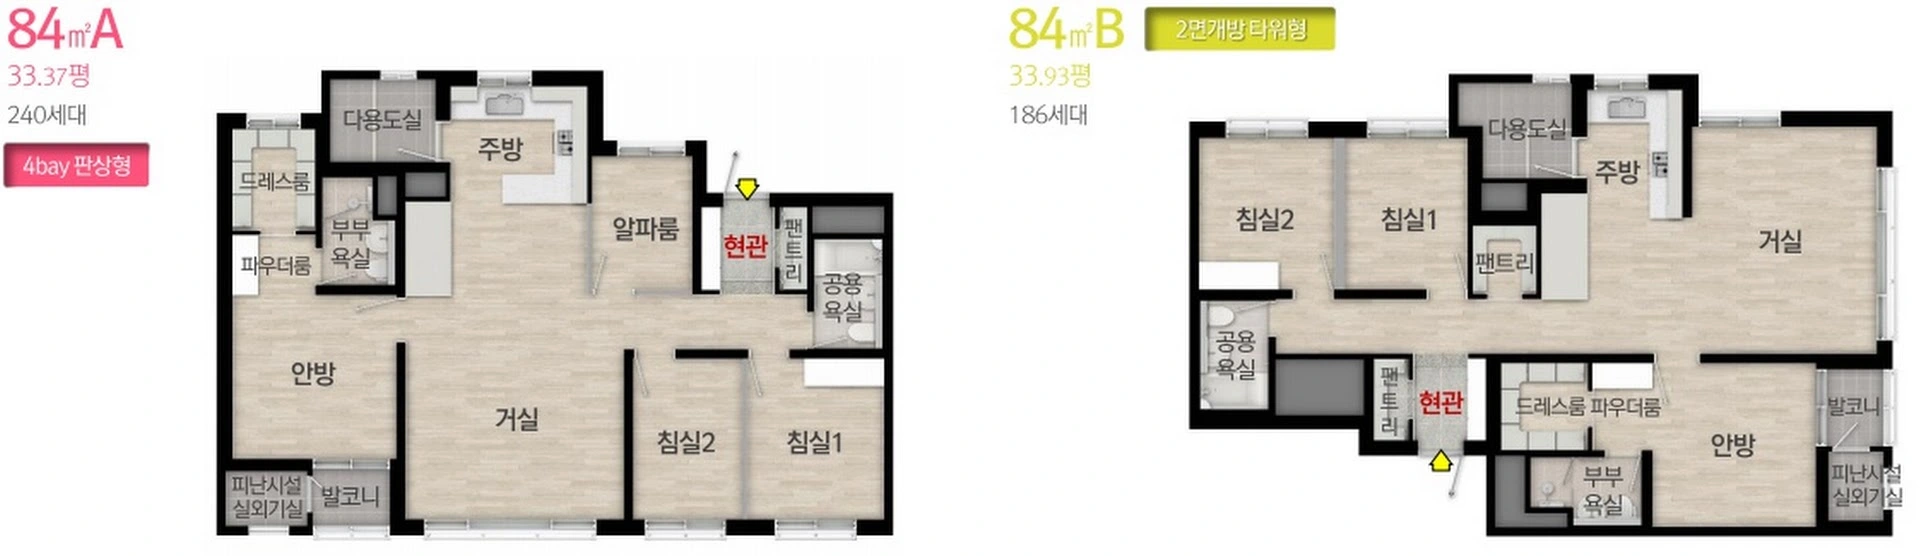 84㎡A
33.37평
240세대
4bay 판상형
다용도실
주방
드레스룸
부부
욕실
파우더룸
알파룸
현관
팬
트
리
공용
욕실
안방
거실
침실2
침실1
피난시설
실외기실
발코니
84㎡B
2면개방 타워형
33.93평
186세대
다용도실
주방
침실2
침실1
거실
팬트리
공용
욕실
팬
트
리
현관
드레스룸
파우더룸
발코니
안방
부부
욕실
피난시설
실외기실